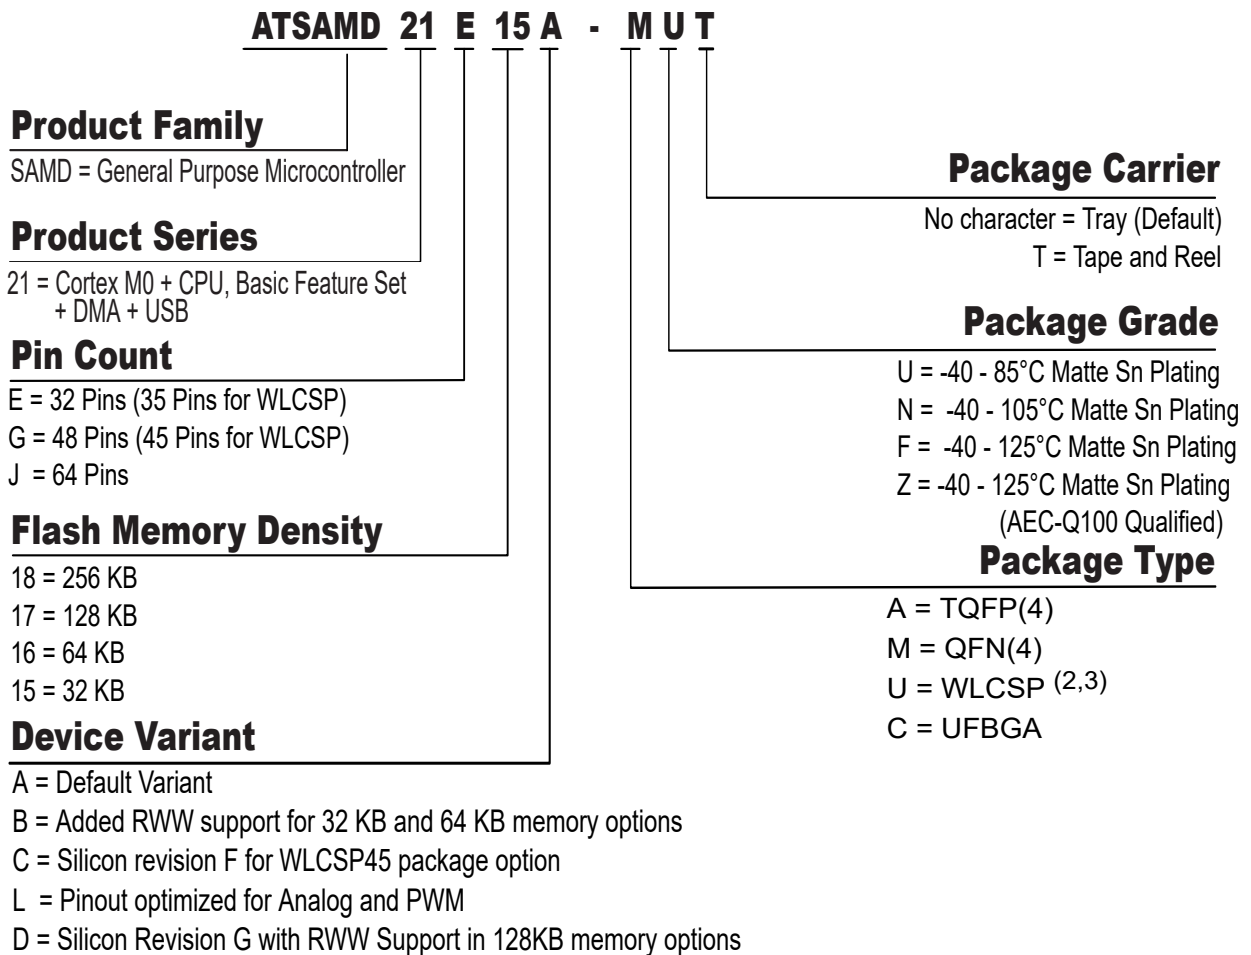 ATSAMD 21 E 15 A - M U T
Product Family
SAMD = General Purpose Microcontroller
Product Series
21 = Cortex M0 + CPU, Basic Feature Set
+ DMA + USB
Pin Count
E = 32 Pins (35 Pins for WLCSP)
G = 48 Pins (45 Pins for WLCSP)
J = 64 Pins
Flash Memory Density
18 = 256 KB
17 = 128 KB
16 = 64 KB
15 = 32 KB
Device Variant
A = Default Variant
B = Added RWW support for 32 KB and 64 KB memory options
C = Silicon revision F for WLCSP45 package option
L = Pinout optimized for Analog and PWM
D = Silicon Revision G with RWW Support in 128KB memory options
Package Carrier
No character = Tray (Default)
T = Tape and Reel
Package Grade
U = -40 - 85°C Matte Sn Plating
N = -40 - 105°C Matte Sn Plating
F = -40 - 125°C Matte Sn Plating
Z = -40 - 125°C Matte Sn Plating
(AEC-Q100 Qualified)
Package Type
A = TQFP(4)
M = QFN(4)
U = WLCSP (2,3)
C = UFBGA